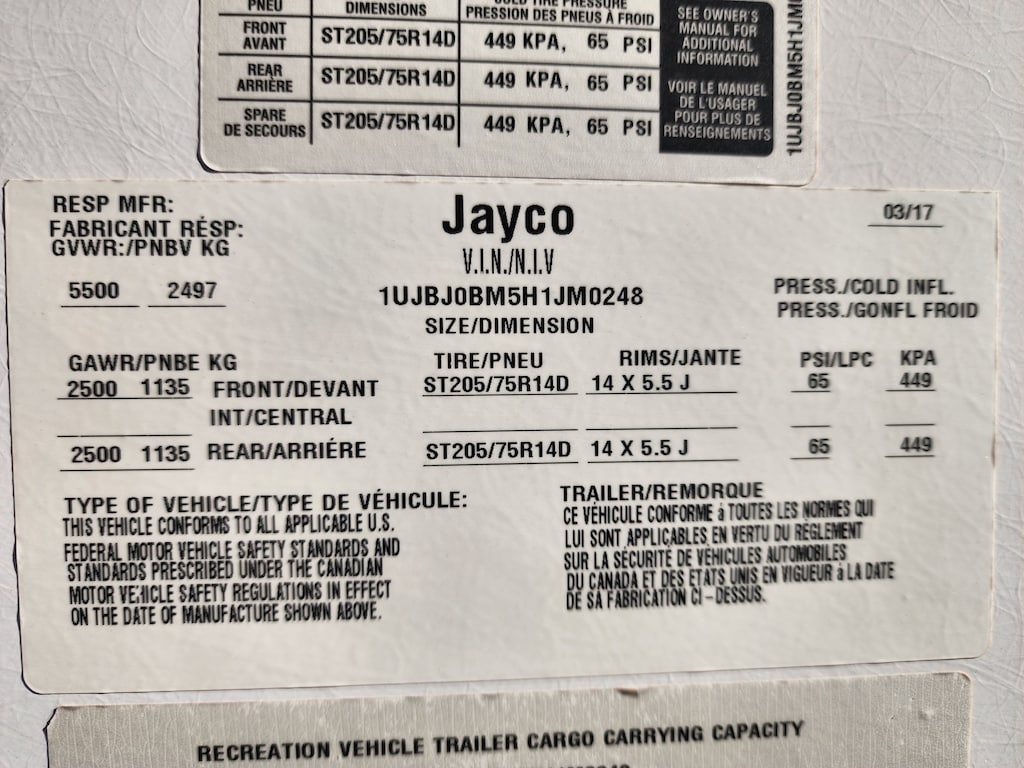 PNEU DIMENSIONS COLD TIRE PRESSURE
PRESSION DES PNEUS À FROID
FRONT
AVANT ST205/75R14D 449 KPA, 65 PSI
REAR
ARRIÈRE ST205/75R14D 449 KPA, 65 PSI
SPARE
DE SECOURS ST205/75R14D 449 KPA, 65 PSI
SEE OWNER'S
MANUAL FOR
ADDITIONAL
INFORMATION
VOIR LE MANUEL
DE L'USAGER
POUR PLUS DE
RENSEIGNEMENTS
RESP MFR:
FABRICANT RÉSP:
GVWR:/PNBV KG
Jayco
03/17
V.I.N./N.I.V
5500 2497
1UJBJ0BM5H1JM0248
PRESS./COLD INFL.
PRESS./GONFL FROID
SIZE/DIMENSION
GAWR/PNBE KG TIRE/PNEU RIMS/JANTE PSI/LPC KPA
2500 1135 FRONT/DEVANT ST205/75R14D 14 X 5.5 J 65 449
INT/CENTRAL
2500 1135 REAR/ARRIÉRE ST205/75R14D 14 X 5.5 J 65 449
TYPE OF VEHICLE/TYPE DE VÉHICULE:
THIS VEHICLE CONFORMS TO ALL APPLICABLE U.S.
FEDERAL MOTOR VEHICLE SAFETY STANDARDS AND
STANDARDS PRESCRIBED UNDER THE CANADIAN
MOTOR VEHICLE SAFETY REGULATIONS IN EFFECT
ON THE DATE OF MANUFACTURE SHOWN ABOVE.
TRAILER/REMORQUE
CE VÉHICULE CONFORME à TOUTES LES NORMES QUI
LUI SONT APPLICABLES EN VERTU DU RÉGLEMENT
SUR LA SÉCURITÉ DE VÉHICULES AUTOMOBILES
DU CANADA ET DES ÉTATS UNIS EN VIGUEUR à LA DATE
DE SA FABRICATION CI-DESSUS.
RECREATION VEHICLE TRAILER CARGO CARRYING CAPACITY